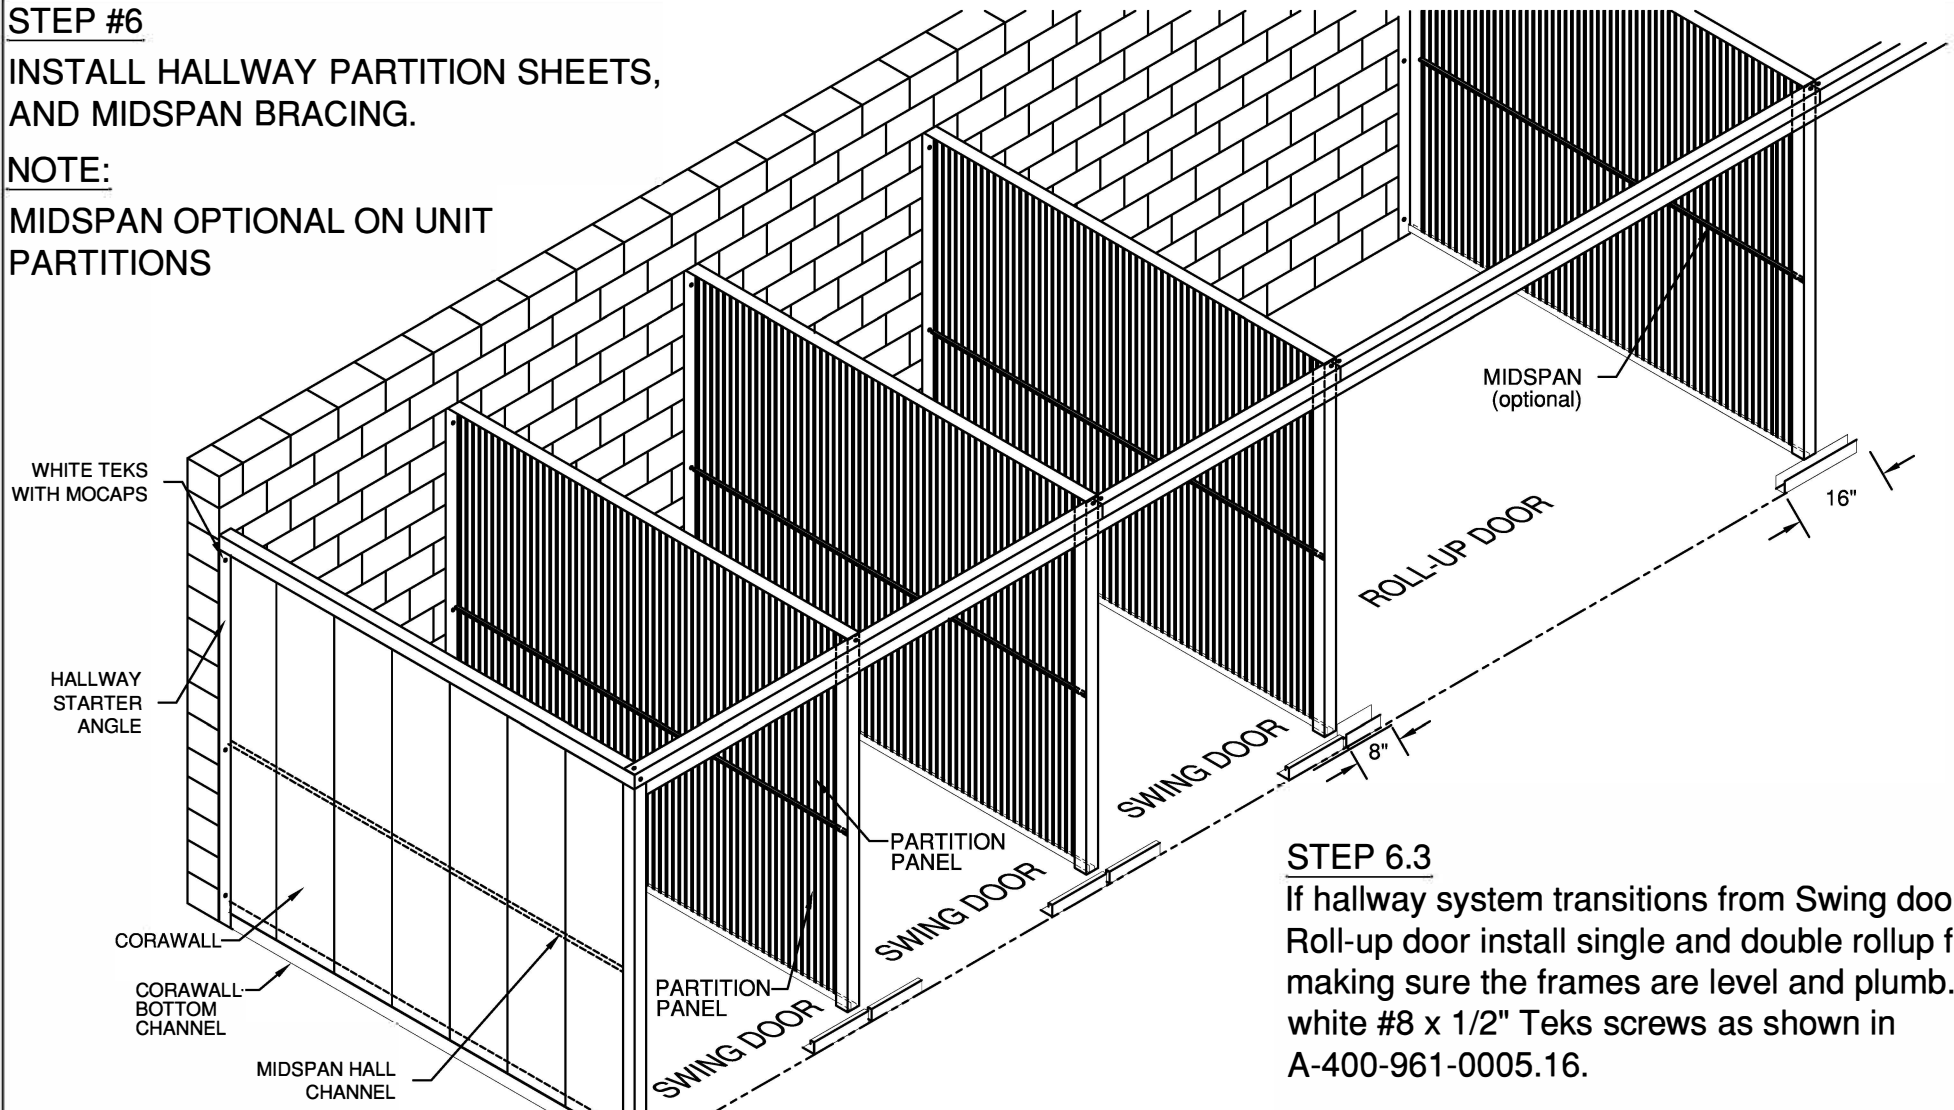 STEP #6
INSTALL HALLWAY PARTITION SHEETS,
AND MIDSPAN BRACING.
NOTE:
MIDSPAN OPTIONAL ON UNIT
PARTITIONS
WHITE TEKS
WITH MOCAPS
HALLWAY
STARTER
ANGLE
CORAWALL
CORAWALL
BOTTOM
CHANNEL
MIDSPAN HALL
CHANNEL
PARTITION
PANEL
PARTITION
PANEL
SWING DOOR
SWING DOOR
SWING DOOR
ROLL-UP DOOR
MIDSPAN
(optional)
16"
8"
STEP 6.3
If hallway system transitions from Swing doo
Roll-up door install single and double rollup f
making sure the frames are level and plumb.
white #8 x 1/2" Teks screws as shown in
A-400-961-0005.16.